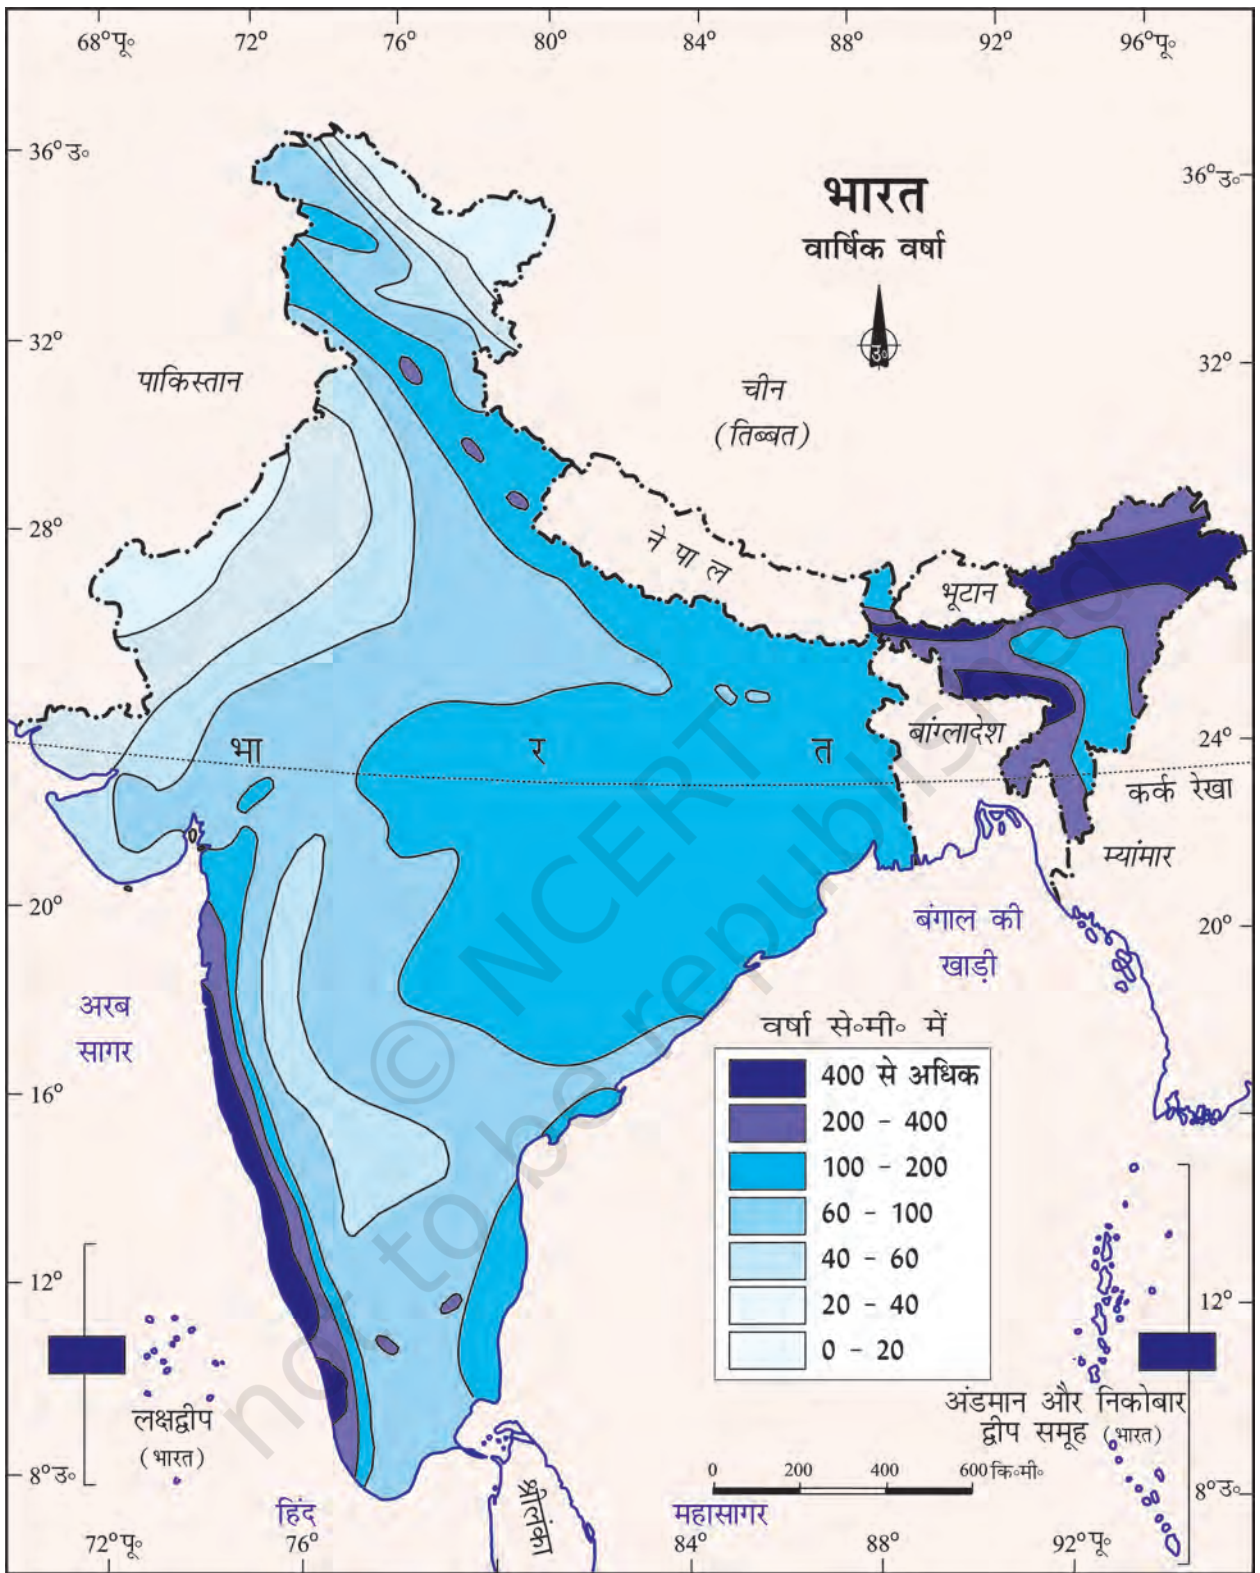 68°पू॰ 72° 76° 80° 84° 88° 92° 96°पू॰
36°उ॰ 36°उ॰
भारत
वार्षिक वर्षा
उ॰
32° 32°
पाकिस्तान
चीन
(तिब्बत)
28°
नेपाल
भूटान
बांग्लादेश
भा र त
24°
कर्क रेखा
म्यांमार
20° 20°
बंगाल की
खाड़ी
अरब
सागर
वर्षा से॰मी॰ में
400 से अधिक
200 – 400
100 – 200
60 – 100
40 – 60
20 – 40
0 – 20
16°
12° 12°
लक्षद्वीप
(भारत)
अंडमान और निकोबार
द्वीप समूह (भारत)
0 200 400 600 कि॰मी॰
8°उ॰ 8°उ॰
हिंद महासागर
श्रीलंका
72°पू॰ 76° 84° 88° 92°पू॰
© NCERT
not to be republished